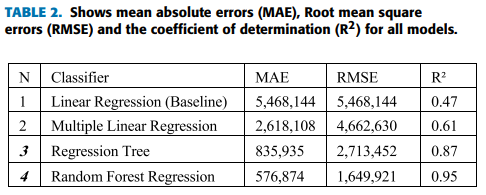 TABLE 2. Shows mean absolute errors (MAE), Root mean square
errors (RMSE) and the coefficient of determination (R²) for all models.
N Classifier MAE RMSE R²
1 Linear Regression (Baseline) 5,468,144 5,468,144 0.47
2 Multiple Linear Regression 2,618,108 4,662,630 0.61
3 Regression Tree 835,935 2,713,452 0.87
4 Random Forest Regression 576,874 1,649,921 0.95